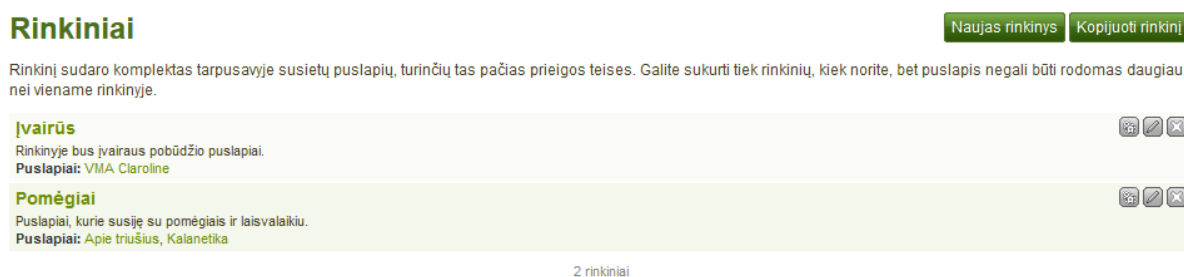 Rinkiniai
Naujas rinkinys Kopijuoti rinkinį
Rinkinį sudaro komplektas tarpusavyje susietų puslapių, turinčių tas pačias prieigos teises. Galite sukurti tiek rinkinių, kiek norite, bet puslapis negali būti rodomas daugiau
nei viename rinkinyje.
Įvairūs
Rinkinyje bus įvairaus pobūdžio puslapiai.
Puslapiai: VMA Claroline
Pomėgiai
Puslapiai, kurie susiję su pomėgiais ir laisvalaikiu.
Puslapiai: Apie triušius, Kalanetika
2 rinkiniai